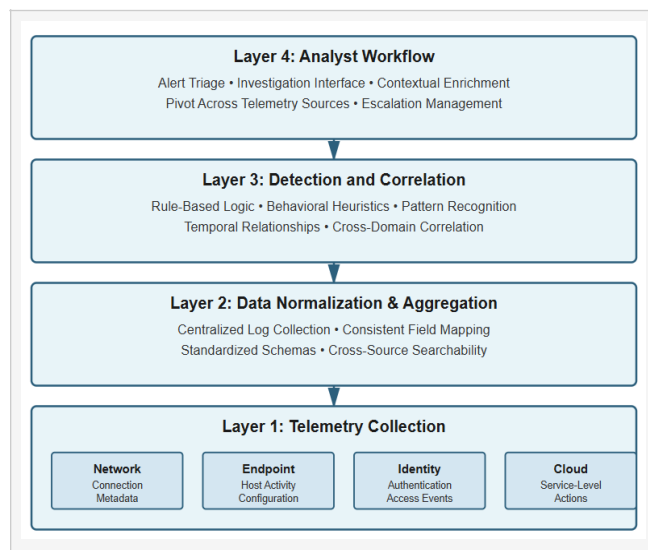 Layer 4: Analyst Workflow
Alert Triage • Investigation Interface • Contextual Enrichment
Pivot Across Telemetry Sources • Escalation Management
Layer 3: Detection and Correlation
Rule-Based Logic • Behavioral Heuristics • Pattern Recognition
Temporal Relationships • Cross-Domain Correlation
Layer 2: Data Normalization & Aggregation
Centralized Log Collection • Consistent Field Mapping
Standardized Schemas • Cross-Source Searchability
Layer 1: Telemetry Collection
Network
Connection
Metadata
Endpoint
Host Activity
Configuration
Identity
Authentication
Access Events
Cloud
Service-Level
Actions